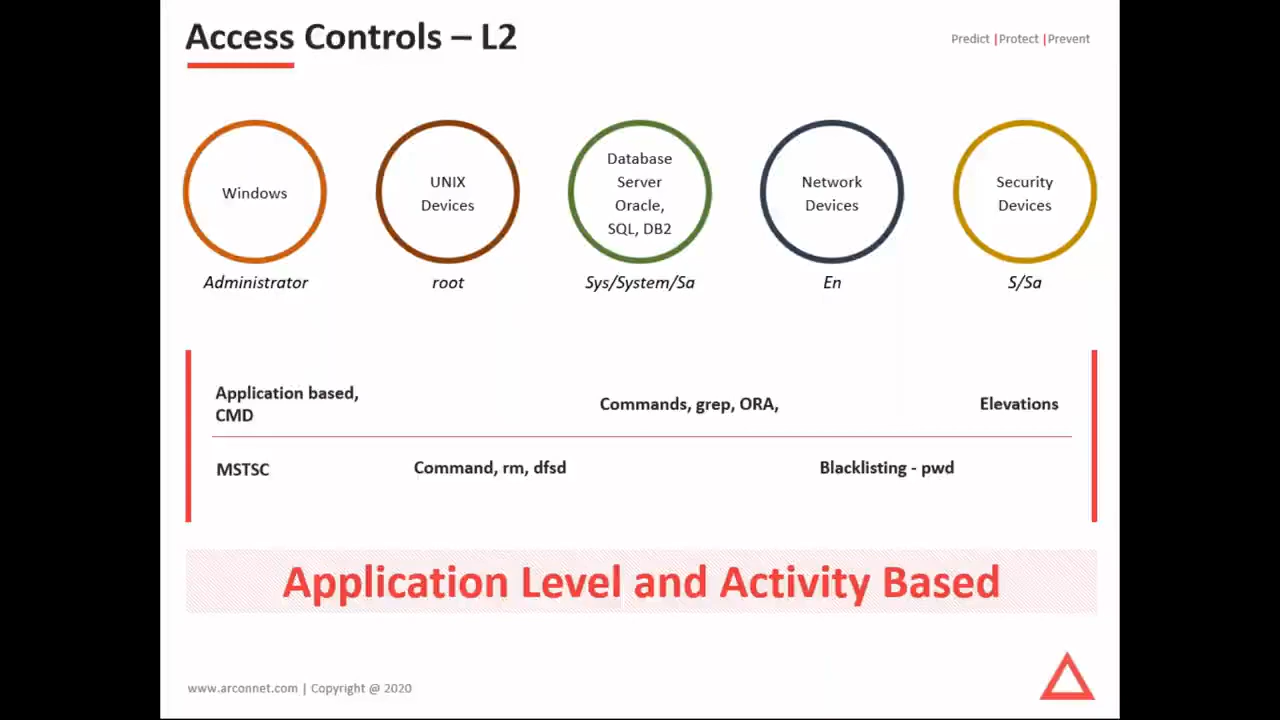 Access Controls – L2
Predict |Protect |Prevent
Windows
UNIX
Devices
Database
Server
Oracle,
SQL, DB2
Network
Devices
Security
Devices
Administrator
root
Sys/System/Sa
En
S/Sa
Application based,
CMD
Commands, grep, ORA,
Elevations
MSTSC
Command, rm, dfsd
Blacklisting - pwd
Application Level and Activity Based
www.arconnet.com | Copyright @ 2020